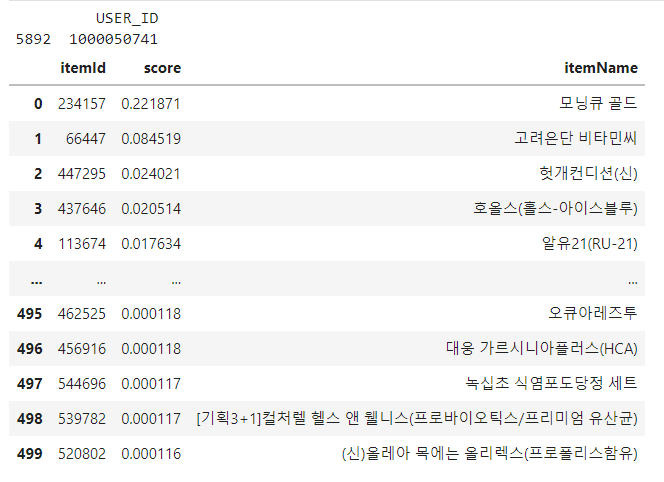 USER_ID
5892 1000050741
itemId score itemName
0 234157 0.221871 모닝큐 골드
1 66447 0.084519 고려은단 비타민씨
2 447295 0.024021 헛개컨디션(신)
3 437646 0.020514 호올스(홀스-아이스블루)
4 113674 0.017634 알유21(RU-21)
... ... ... ...
495 462525 0.000118 오큐아레즈투
496 456916 0.000118 대웅 가르시니아플러스(HCA)
497 544696 0.000117 녹십초 식염포도당정 세트
498 539782 0.000117 [기획3+1]컬처렐 헬스 앤 웰니스(프로바이오틱스/프리미엄 유산균)
499 520802 0.000116 (신)올레아 목에는 올리렉스(프로폴리스함유)